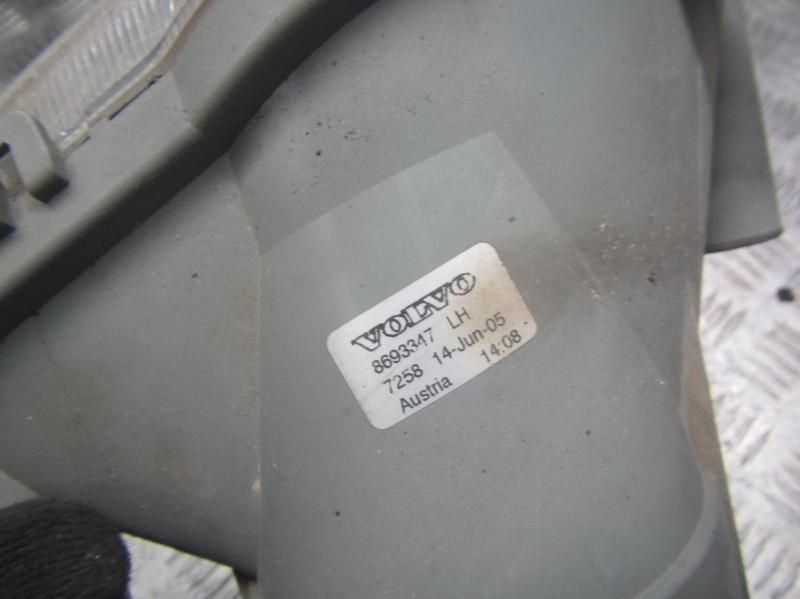 VOLVO
8693347 LH
7258 14-Jun-05
Austria 14:08